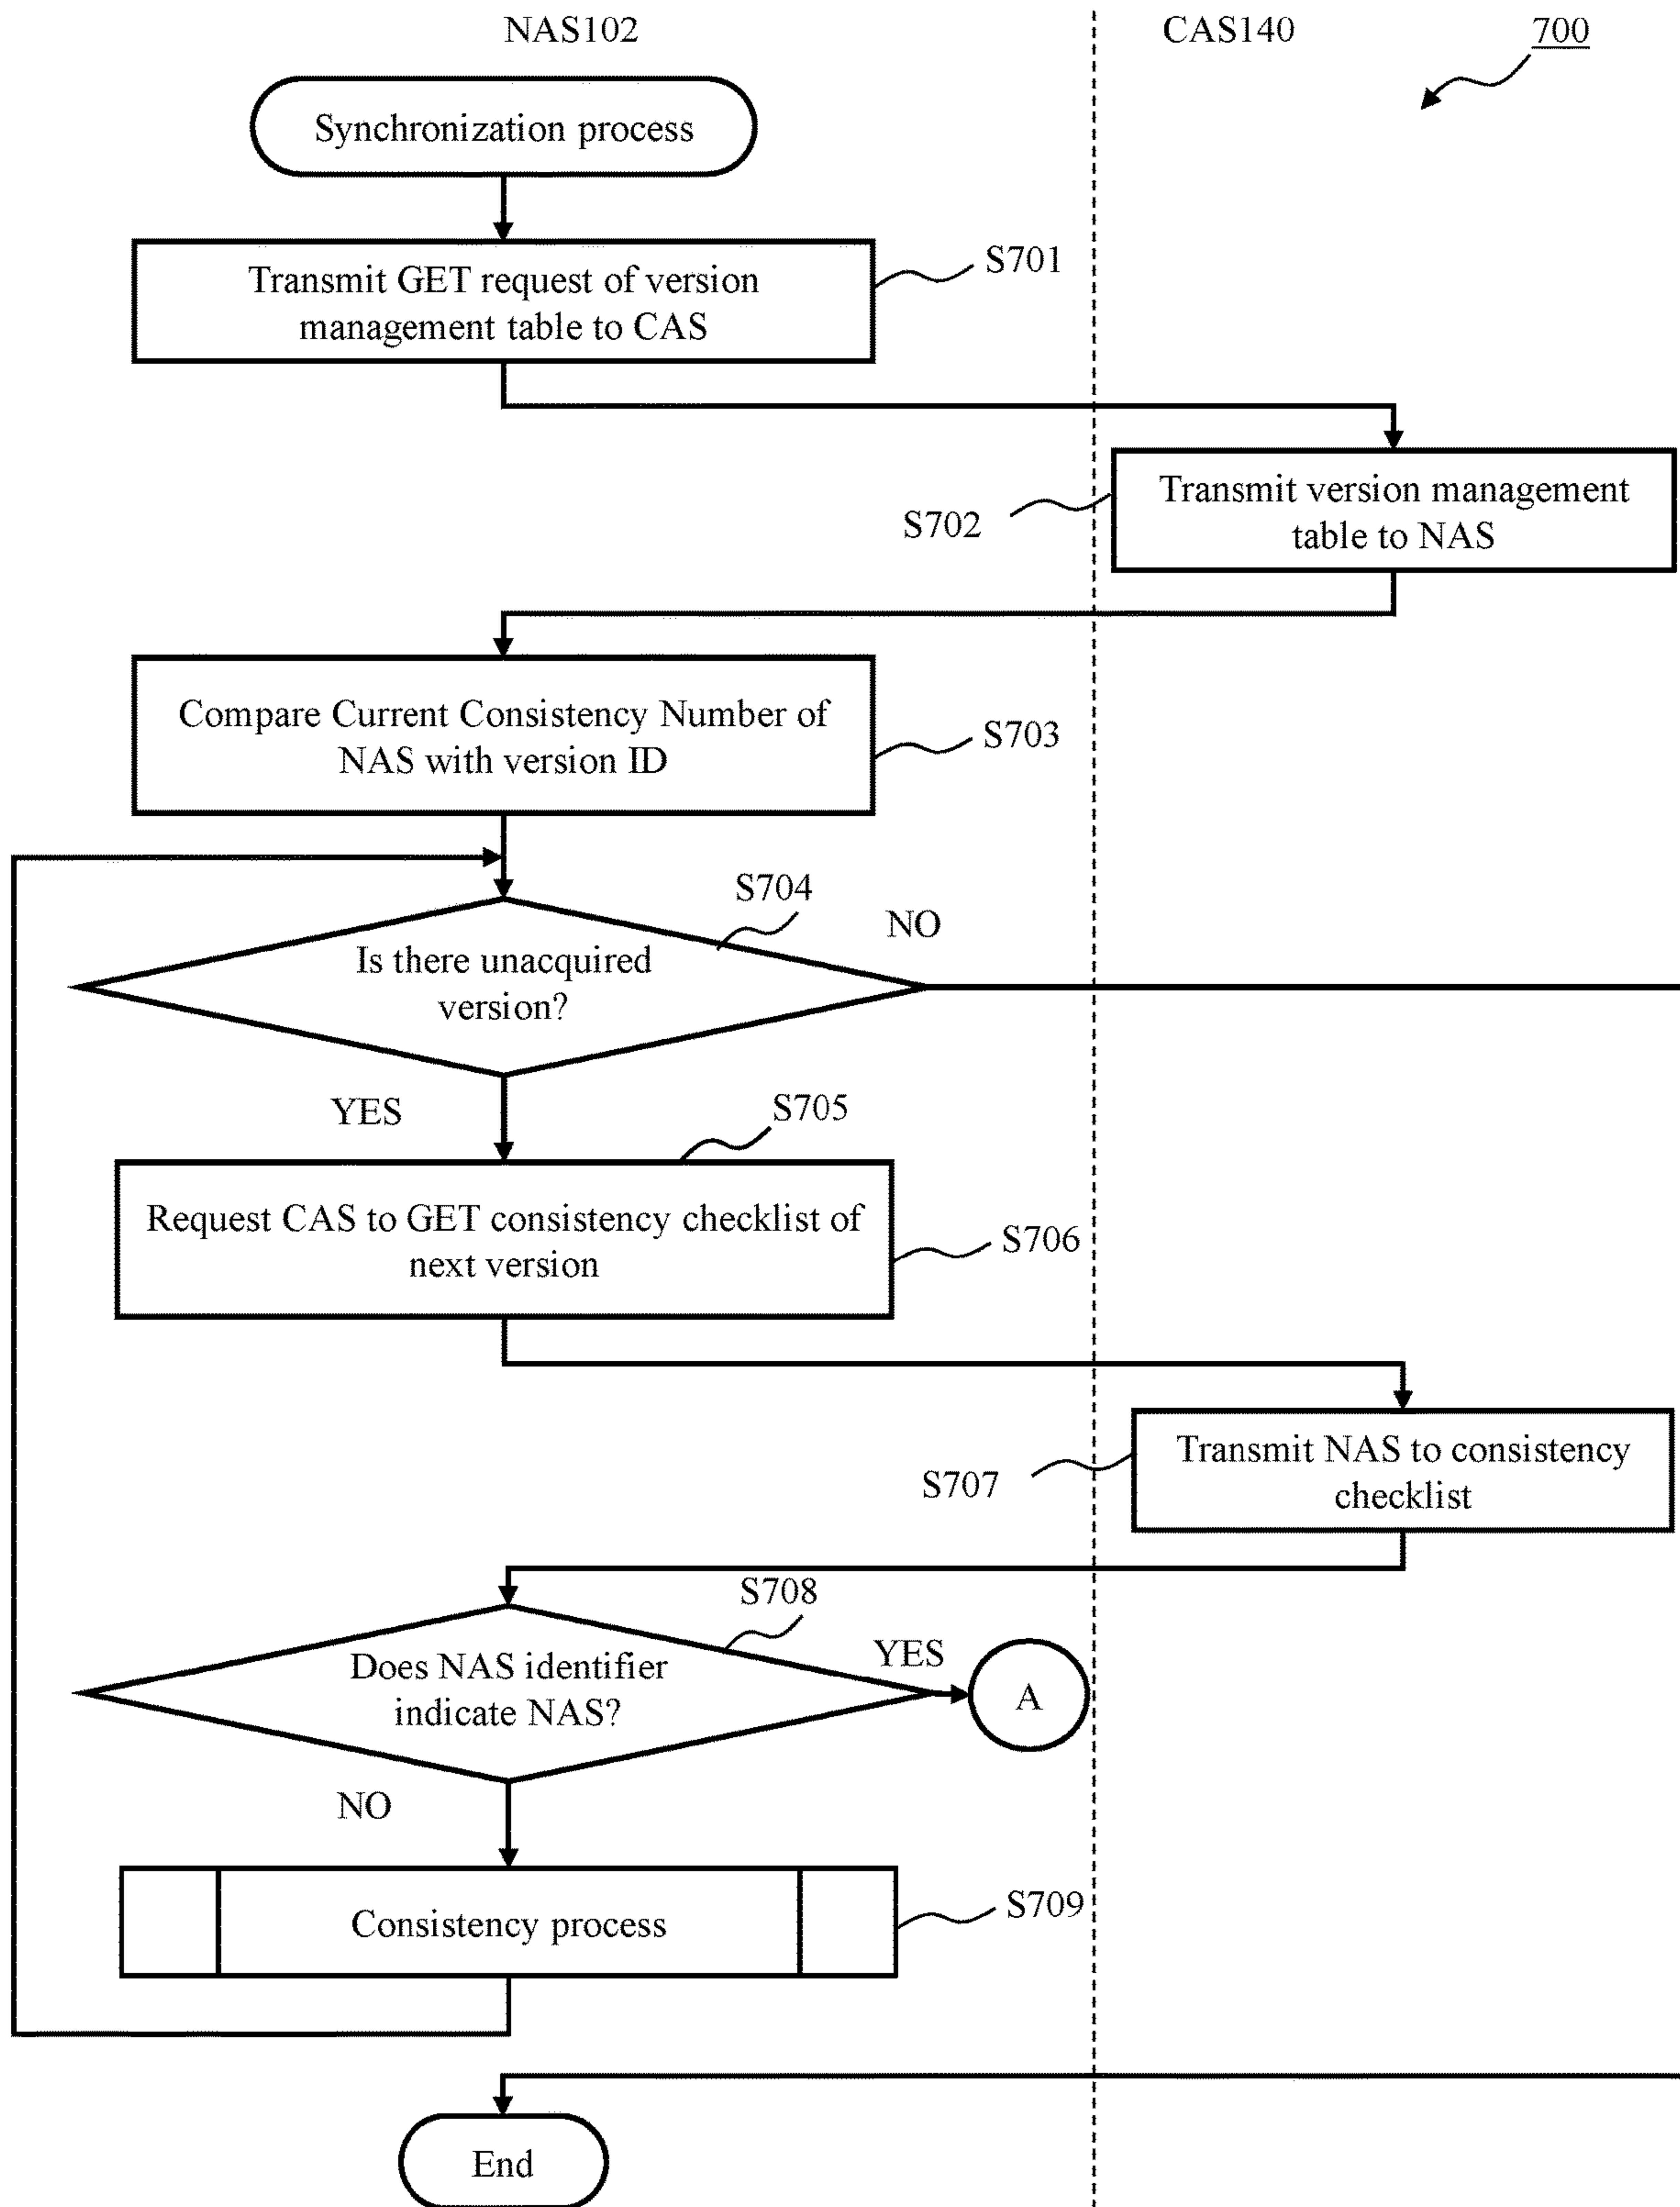 NAS102
CAS140
700
Synchronization process
S701
Transmit GET request of version
management table to CAS
Transmit version management
table to NAS
S702
Compare Current Consistency Number of
NAS with version ID
S703
S704
NO
Is there unacquired
version?
YES
S705
Request CAS to GET consistency checklist of
next version
S706
Transmit NAS to consistency
checklist
S707
S708
YES
Does NAS identifier
indicate NAS?
A
NO
Consistency process
S709
End